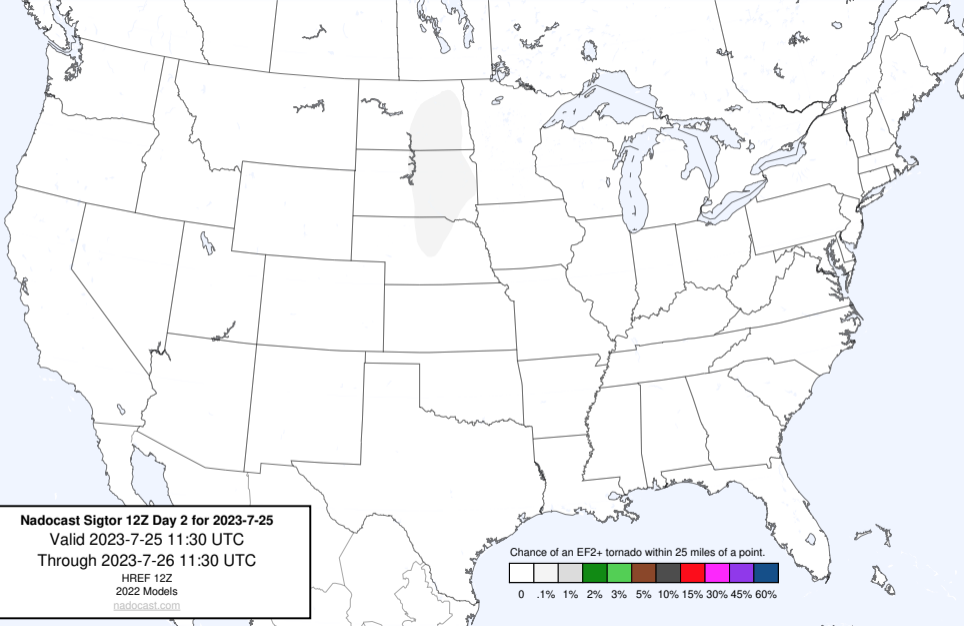 Nadocast Sigtor 12Z Day 2 for 2023-7-25
Valid 2023-7-25 11:30 UTC
Through 2023-7-26 11:30 UTC
HREF 12Z
2022 Models
nadocast.com
Chance of an EF2+ tornado within 25 miles of a point.
0 .1% 1% 2% 3% 5% 10% 15% 30% 45% 60%